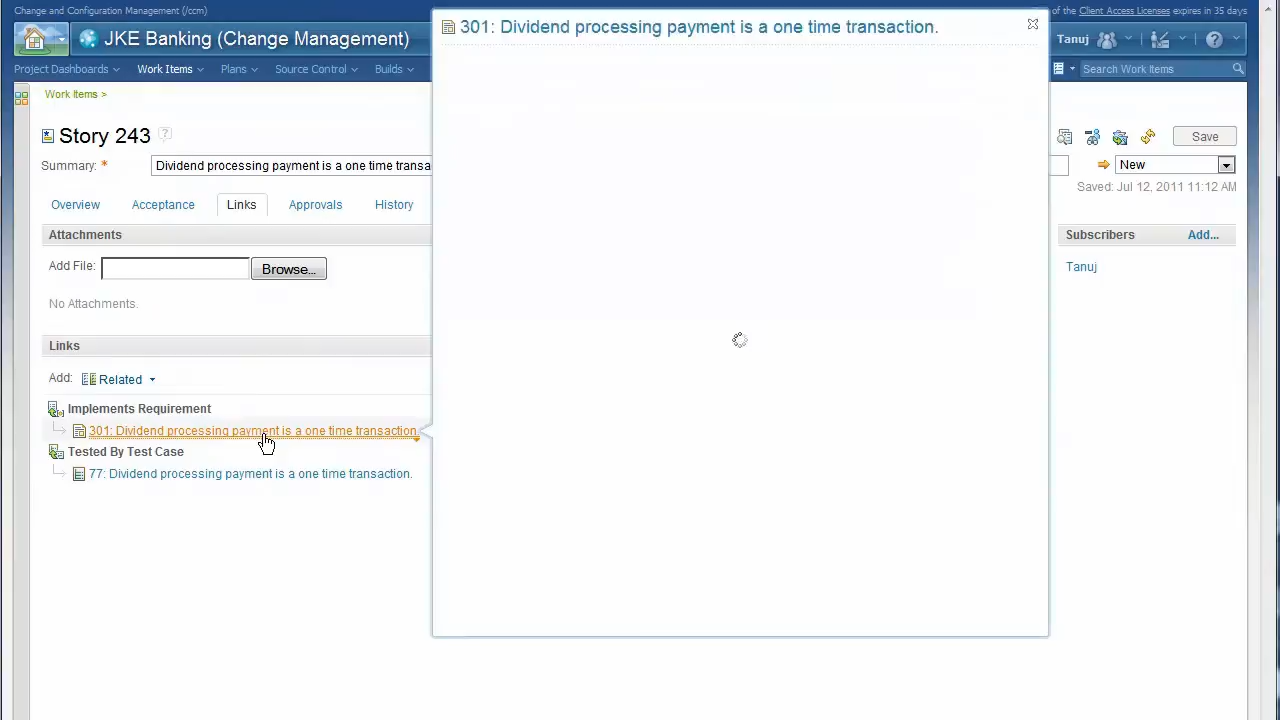 Change and Configuration Management (/ccm)
of the Client Access Licenses expires in 35 days
JKE Banking (Change Management)
Tanuj
Project Dashboards
Work Items
Plans
Source Control
Builds
Search Work Items
301: Dividend processing payment is a one time transaction.
Work Items >
Story 243 ?
Save
Summary: * Dividend processing payment is a one time transa
New
Saved: Jul 12, 2011 11:12 AM
Overview
Acceptance
Links
Approvals
History
Attachments
Subscribers
Add...
Add File:
Browse...
Tanuj
No Attachments.
Links
Add: Related
Implements Requirement
301: Dividend processing payment is a one time transaction.
Tested By Test Case
77: Dividend processing payment is a one time transaction.